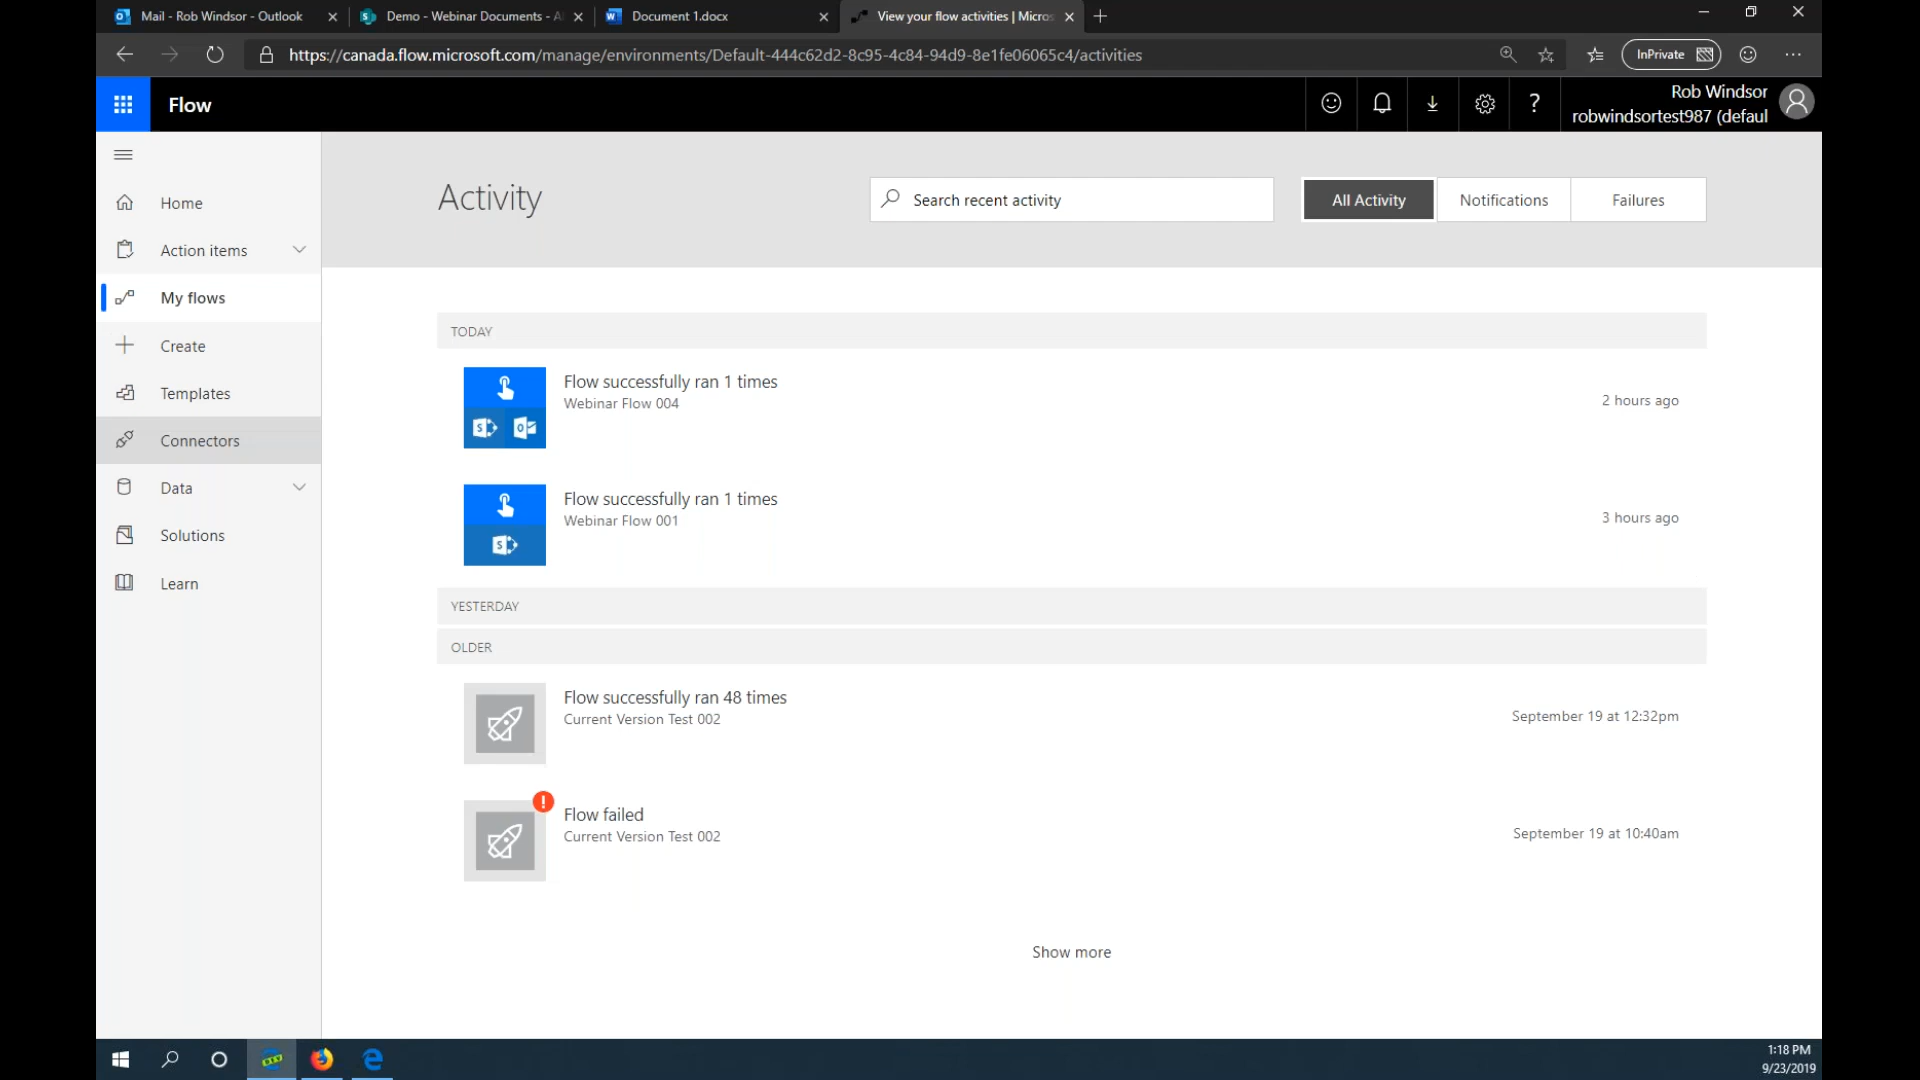 Mail - Rob Windsor - Outlook
Demo - Webinar Documents - A
Document 1.docx
View your flow activities | Micros
https://canada.flow.microsoft.com/manage/environments/Default-444c62d2-8c95-4c84-94d9-8e1fe06065c4/activities
InPrivate
Flow
?
Rob Windsor
robwindsortest987 (defaul
Home
Action items
My flows
Create
Templates
Connectors
Data
Solutions
Learn
Activity
Search recent activity
All Activity
Notifications
Failures
TODAY
Flow successfully ran 1 times
Webinar Flow 004
2 hours ago
Flow successfully ran 1 times
Webinar Flow 001
3 hours ago
YESTERDAY
OLDER
Flow successfully ran 48 times
Current Version Test 002
September 19 at 12:32pm
Flow failed
Current Version Test 002
September 19 at 10:40am
Show more
1:18 PM
9/23/2019